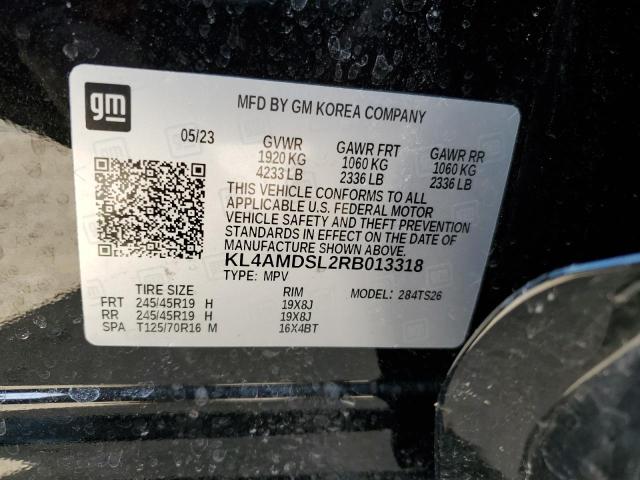 gm
MFD BY GM KOREA COMPANY
05/23 GVWR GAWR FRT GAWR RR
1920 KG 1060 KG 1060 KG
4233 LB 2336 LB 2336 LB
THIS VEHICLE CONFORMS TO ALL
APPLICABLE U.S. FEDERAL MOTOR
VEHICLE SAFETY AND THEFT PREVENTION
STANDARDS IN EFFECT ON THE DATE OF
MANUFACTURE SHOWN ABOVE.
KL4AMDSL2RB013318
TYPE: MPV
TIRE SIZE RIM MODEL: 284TS26
FRT 245/45R19 H 19X8J
RR 245/45R19 H 19X8J
SPA T125/70R16 M 16X4BT